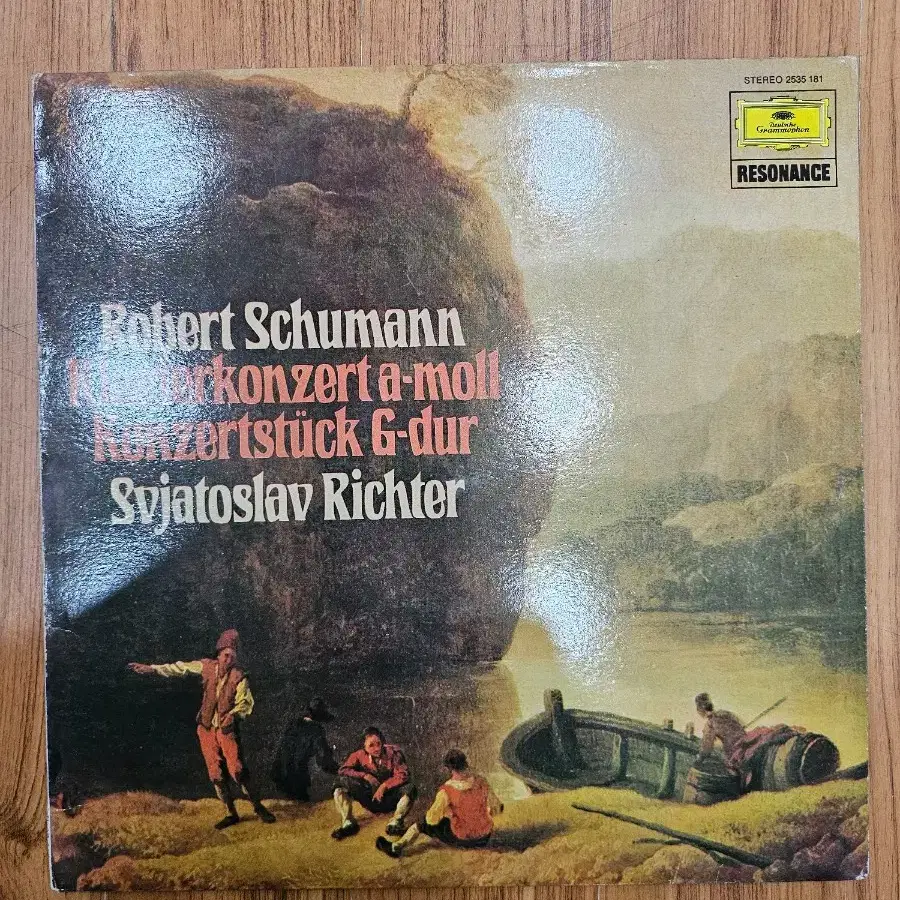 STEREO 2535 181
Deutsche
Grammophon
RESONANCE
Robert Schumann
Klavierkonzert a-moll
Konzertstück G-dur
Svjatoslav Richter